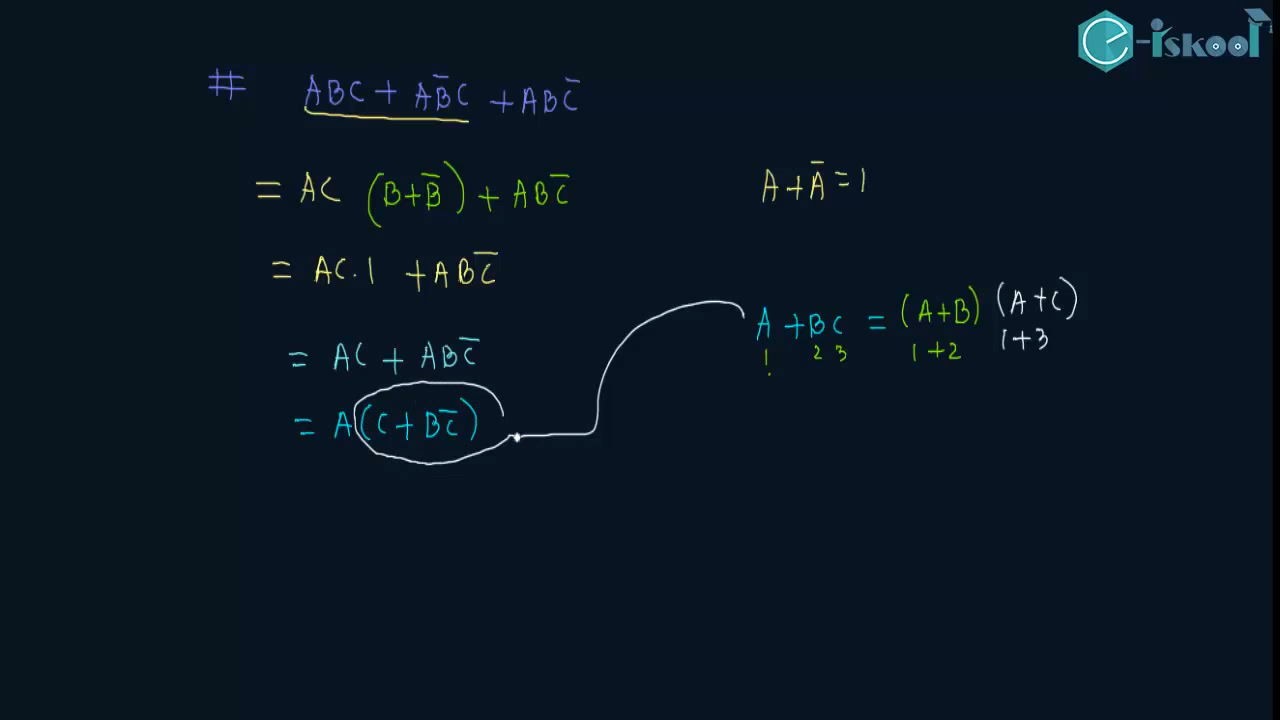 e-iskool
# ABC + AB̅C + ABC̅
= AC (B+B̅) + ABC̅
A+A̅=1
= AC.1 + ABC̅
A + BC = (A+B) (A+C)
1 2 3 1+2 1+3
= AC + ABC̅
= A(C+BC̅)